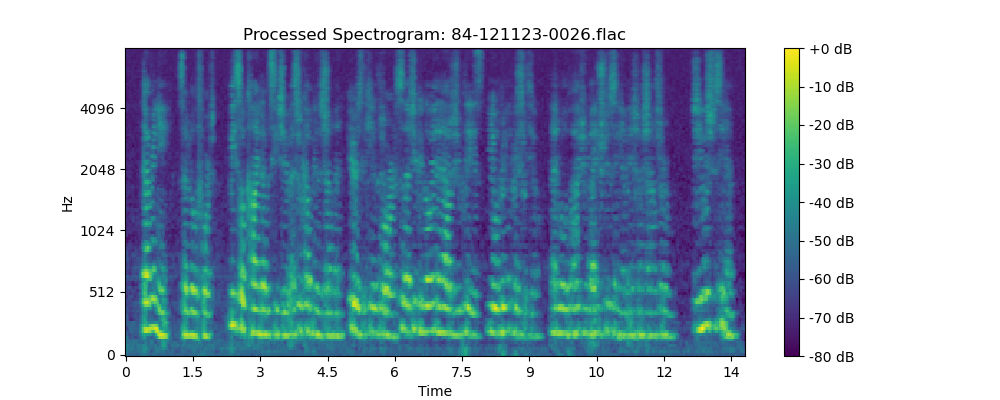 Processed Spectrogram: 84-121123-0026.flac
Hz
4096
2048
1024
512
0
0 1.5 3 4.5 6 7.5 9 10 12 14
Time
+0 dB
-10 dB
-20 dB
-30 dB
-40 dB
-50 dB
-60 dB
-70 dB
-80 dB